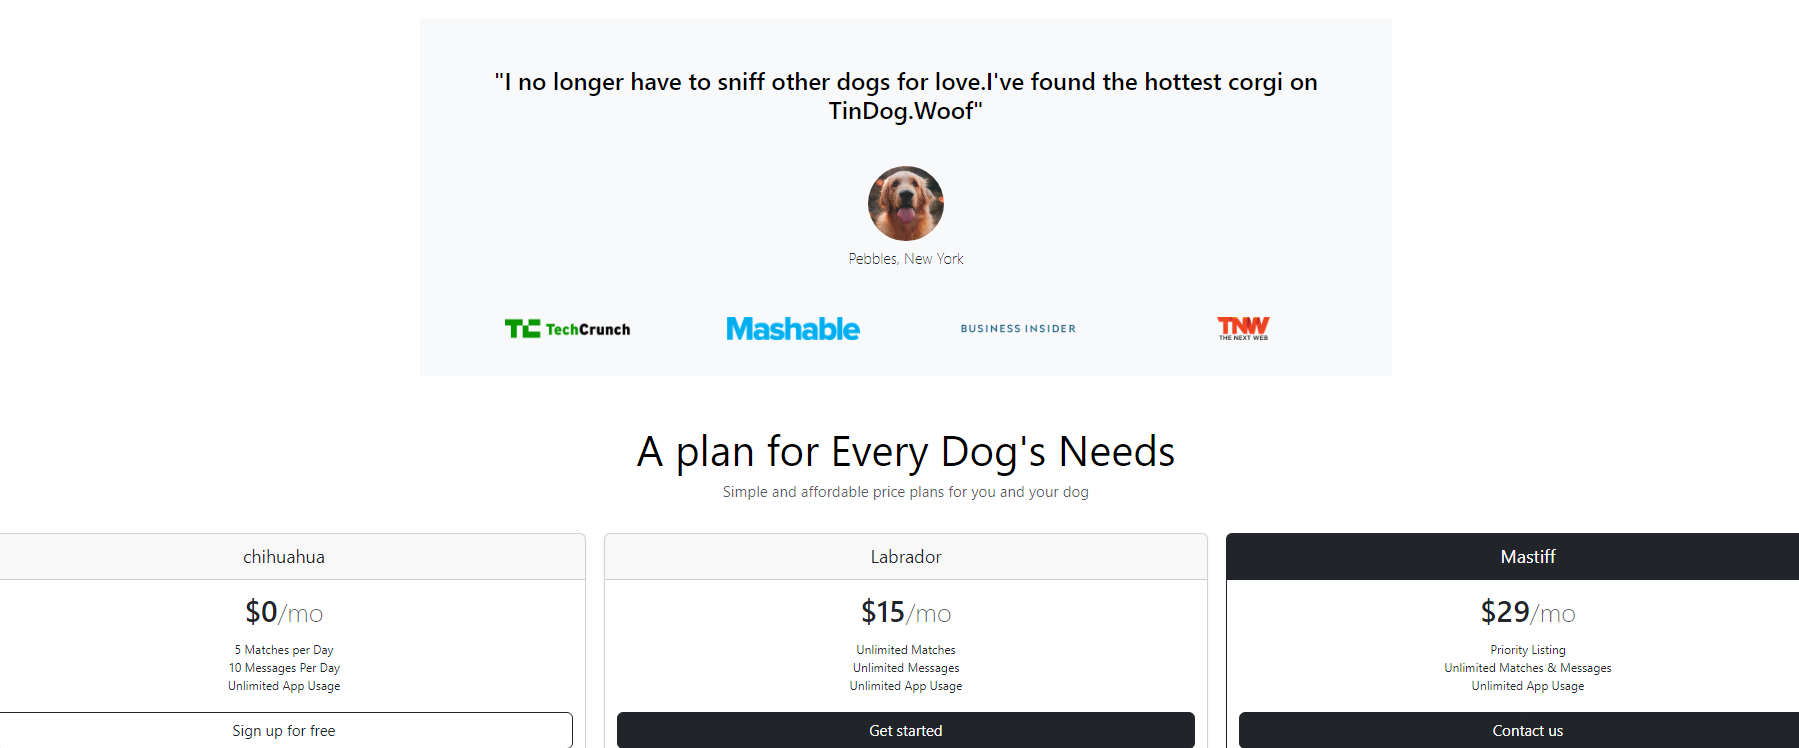 "I no longer have to sniff other dogs for love.I've found the hottest corgi on
TinDog.Woof"
Pebbles, New York
TC TechCrunch
Mashable
BUSINESS INSIDER
TNW
THE NEXT WEB
A plan for Every Dog's Needs
Simple and affordable price plans for you and your dog
chihuahua
$0/mo
5 Matches per Day
10 Messages Per Day
Unlimited App Usage
Sign up for free
Labrador
$15/mo
Unlimited Matches
Unlimited Messages
Unlimited App Usage
Get started
Mastiff
$29/mo
Priority Listing
Unlimited Matches & Messages
Unlimited App Usage
Contact us